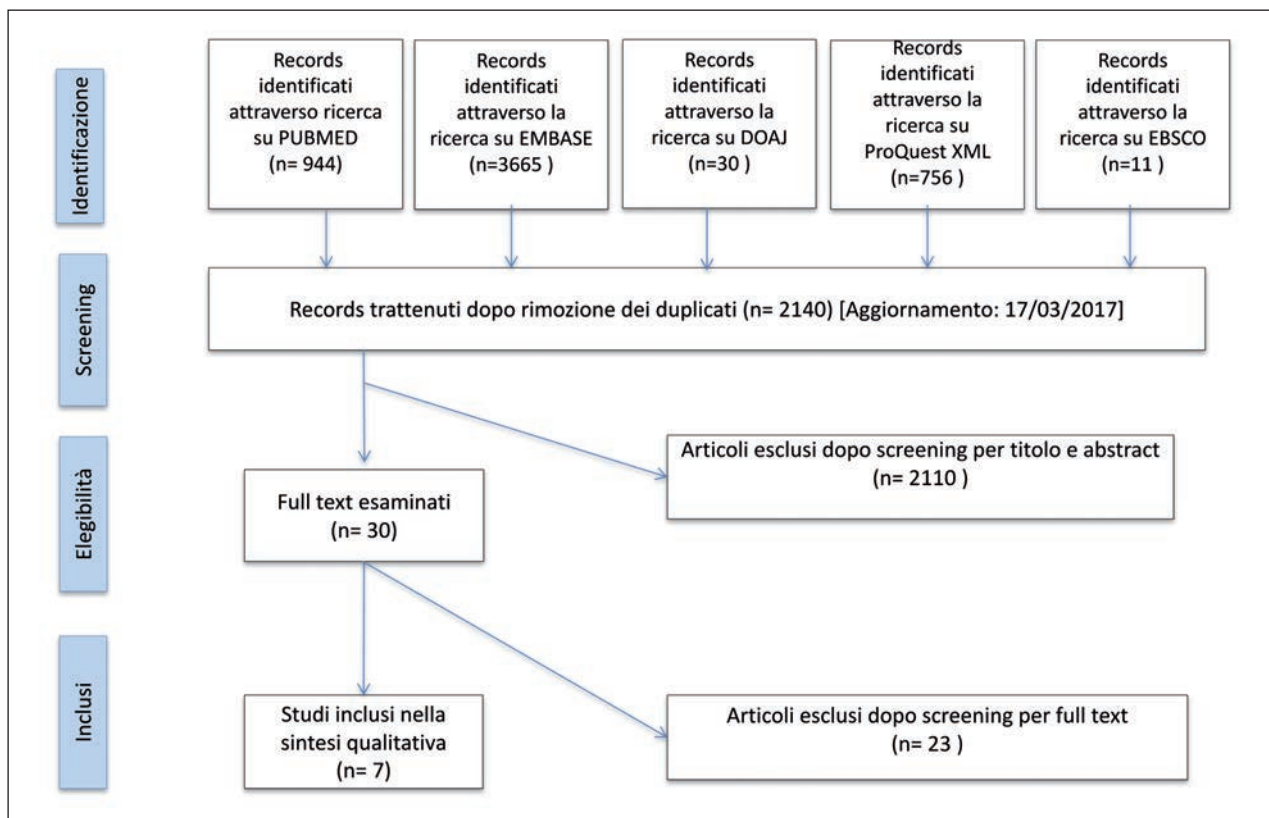 Identificazione
Records
identificati
attraverso ricerca
su PUBMED
(n= 944)
Records
identificati
attraverso la
ricerca su EMBASE
(n=3665 )
Records
identificati
attraverso la
ricerca su DOAJ
(n=30 )
Records
identificati
attraverso la
ricerca su
ProQuest XML
(n=756 )
Records
identificati
attraverso la
ricerca su EBSCO
(n=11 )
Screening
Records trattenuti dopo rimozione dei duplicati (n= 2140) [Aggiornamento: 17/03/2017]
Elegibilità
Articoli esclusi dopo screening per titolo e abstract
(n= 2110 )
Full text esaminati
(n= 30)
Inclusi
Studi inclusi nella
sintesi qualitativa
(n= 7)
Articoli esclusi dopo screening per full text
(n= 23 )